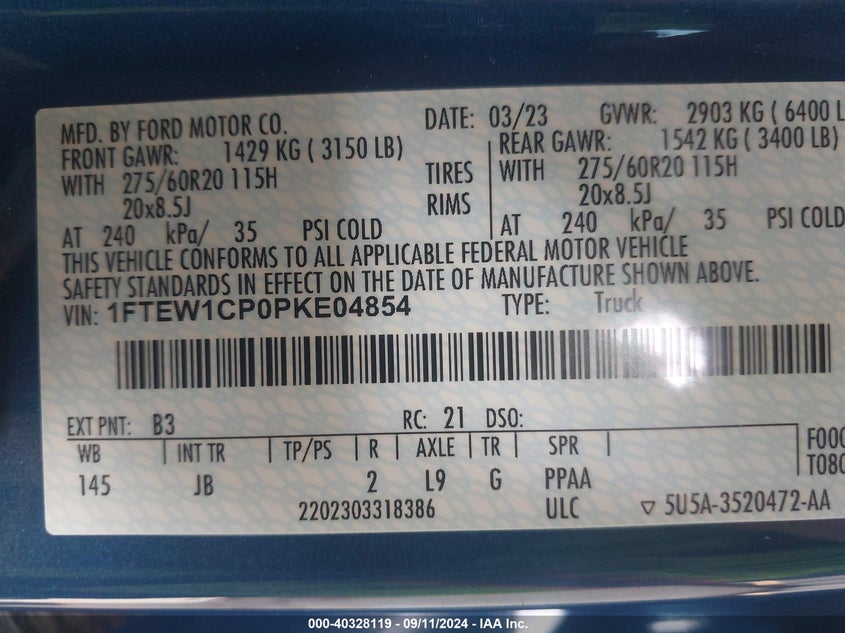 MFD. BY FORD MOTOR CO. DATE: 03/23 GVWR: 2903 KG ( 6400 L
FRONT GAWR: 1429 KG ( 3150 LB) REAR GAWR: 1542 KG ( 3400 LB)
WITH 275/60R20 115H TIRES WITH 275/60R20 115H
20x8.5J RIMS 20x8.5J
AT 240 kPa/ 35 PSI COLD AT 240 kPa/ 35 PSI COLD
THIS VEHICLE CONFORMS TO ALL APPLICABLE FEDERAL MOTOR VEHICLE
SAFETY STANDARDS IN EFFECT ON THE DATE OF MANUFACTURE SHOWN ABOVE.
VIN: 1FTEW1CP0PKE04854 TYPE: Truck
EXT PNT: B3 RC: 21 DSO:
WB INT TR TP/PS R AXLE TR SPR F000
145 JB 2 L9 G PPAA T080
2202303318386 ULC ▽ 5U5A-3520472-AA
000-40328119 - 09/11/2024 - IAA Inc.